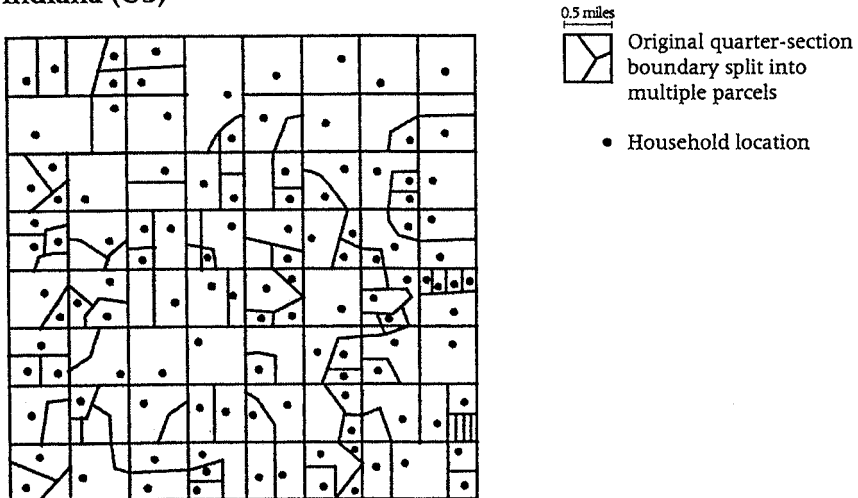 Indiana (US)
0.5 miles
Original quarter-section
boundary split into
multiple parcels
Household location